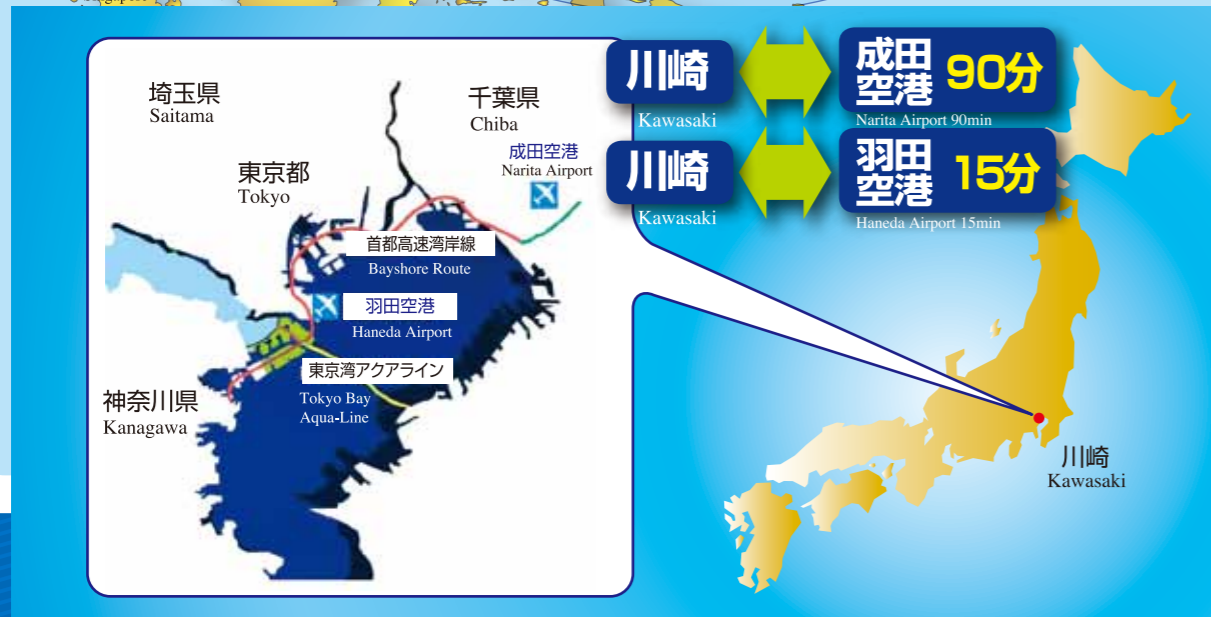 Singapore
川崎
Kawasaki
成田
空港
90分
Narita Airport 90min
川崎
Kawasaki
羽田
空港
15分
Haneda Airport 15min
埼玉県
Saitama
千葉県
Chiba
成田空港
Narita Airport
東京都
Tokyo
首都高速湾岸線
Bayshore Route
羽田空港
Haneda Airport
東京湾アクアライン
Tokyo Bay
Aqua-Line
神奈川県
Kanagawa
川崎
Kawasaki